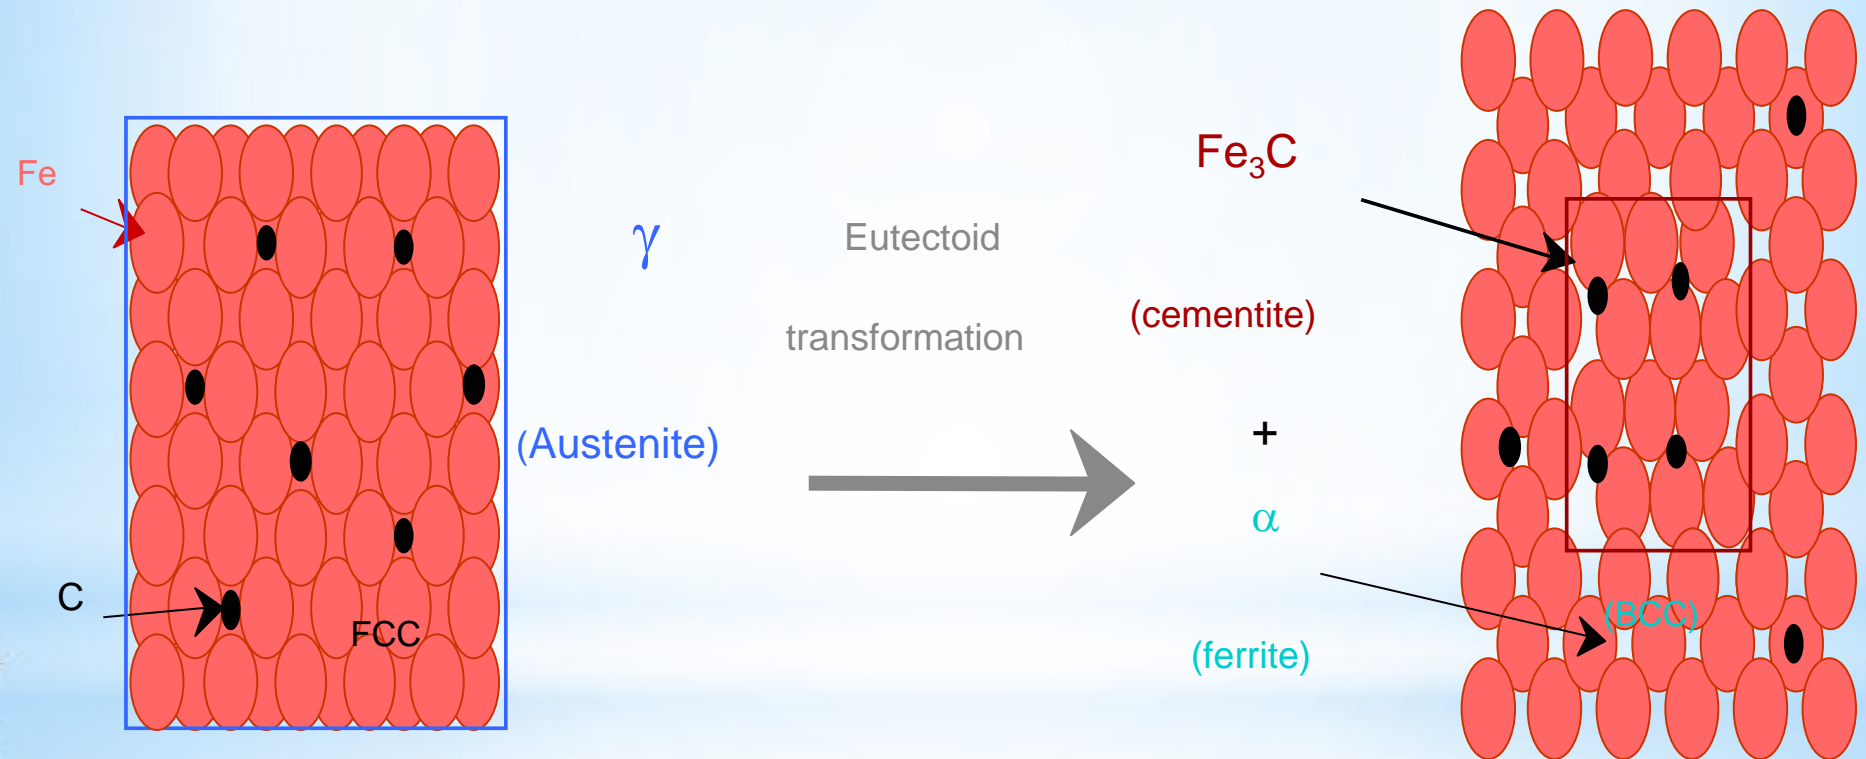 Fe
C
FCC
γ
(Austenite)
Eutectoid
transformation
Fe₃C
(cementite)
+
α
(ferrite)
(BCC)